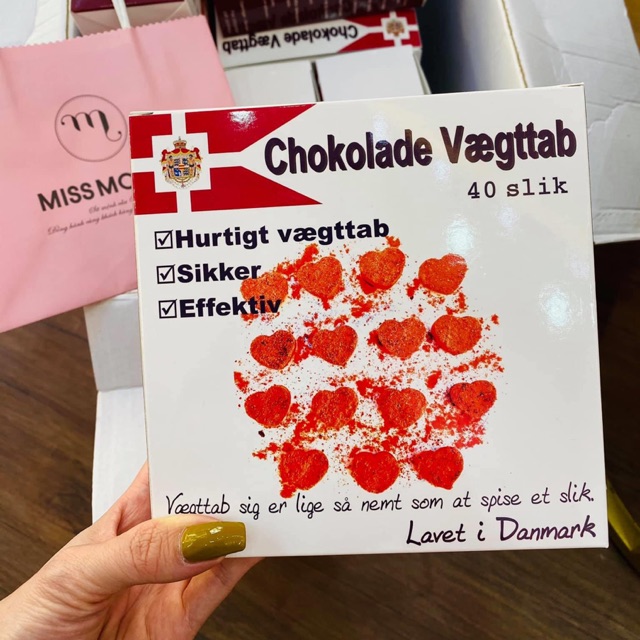 Chokolade Vægttab
m
MISS MO
Chokolade Vægttab
40 slik
☑Hurtigt vægttab
☑Sikker
☑Effektiv
Vægttab sig er lige så nemt som at spise et slik.
Lavet i Danmark